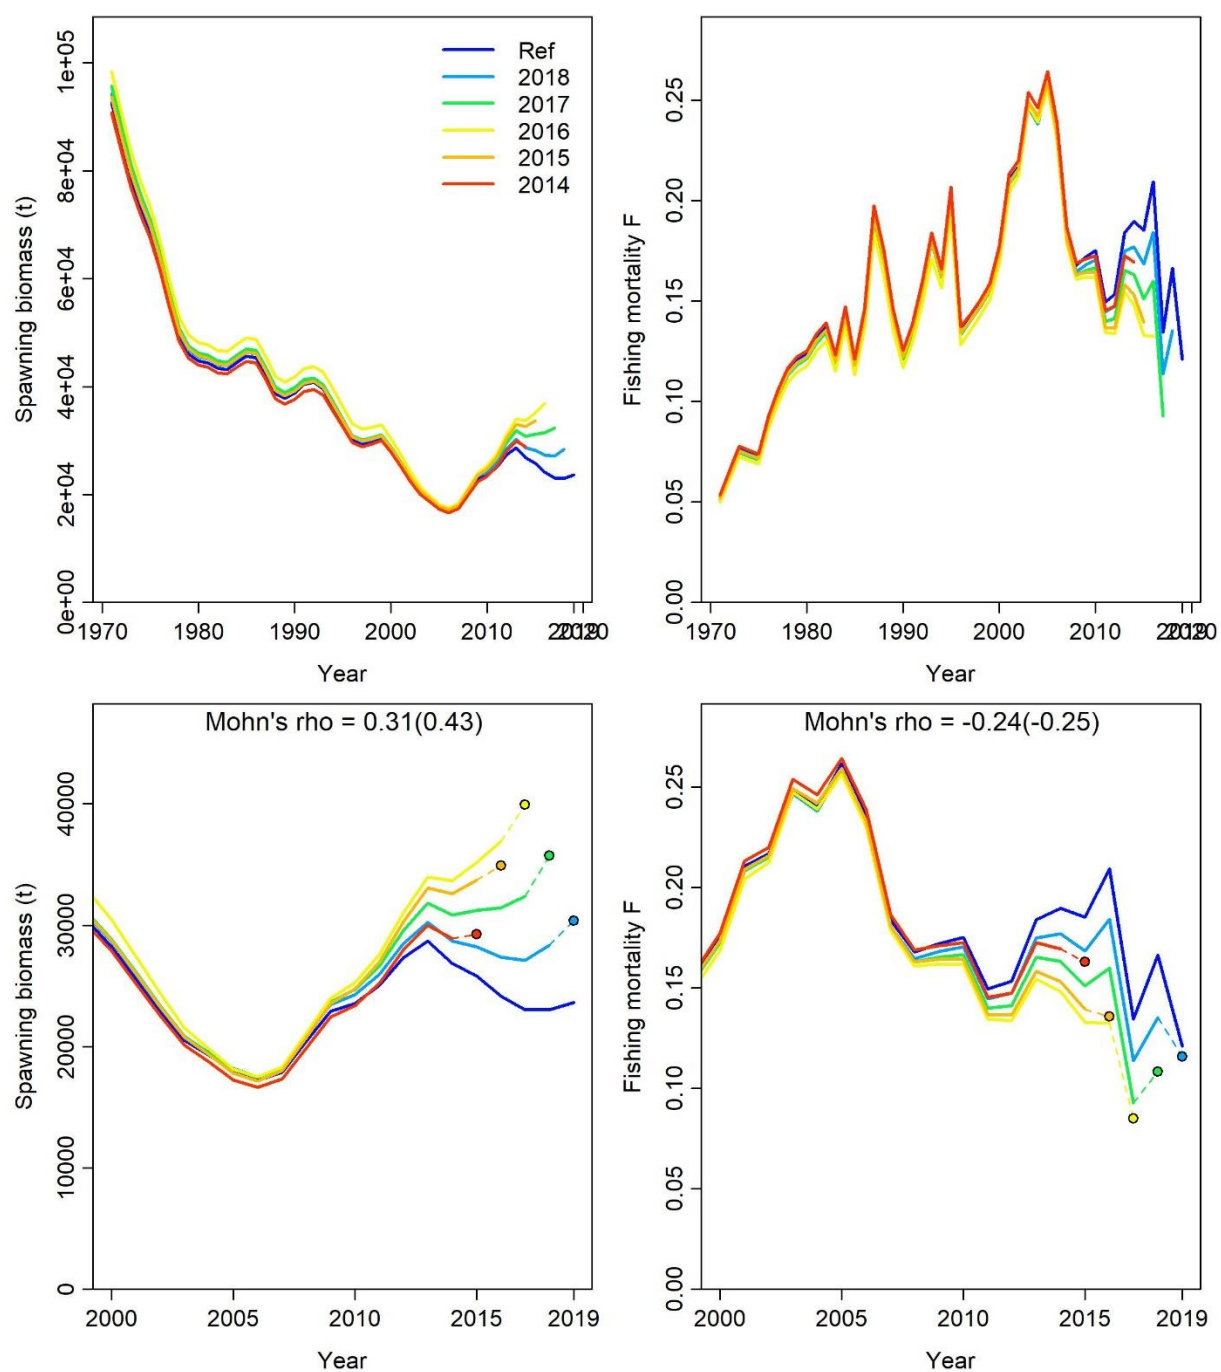 Spawning biomass (t)
1e+05
8e+04
6e+04
4e+04
2e+04
0e+00
1970 1980 1990 2000 2010 2019 2020
Year
Ref
2018
2017
2016
2015
2014
Fishing mortality F
0.25
0.20
0.15
0.10
0.05
0.00
1970 1980 1990 2000 2010 2019 2020
Year
Mohn's rho = 0.31(0.43)
Spawning biomass (t)
40000
30000
20000
10000
0
2000 2005 2010 2015 2019
Year
Mohn's rho = -0.24(-0.25)
Fishing mortality F
0.25
0.20
0.15
0.10
0.05
0.00
2000 2005 2010 2015 2019
Year